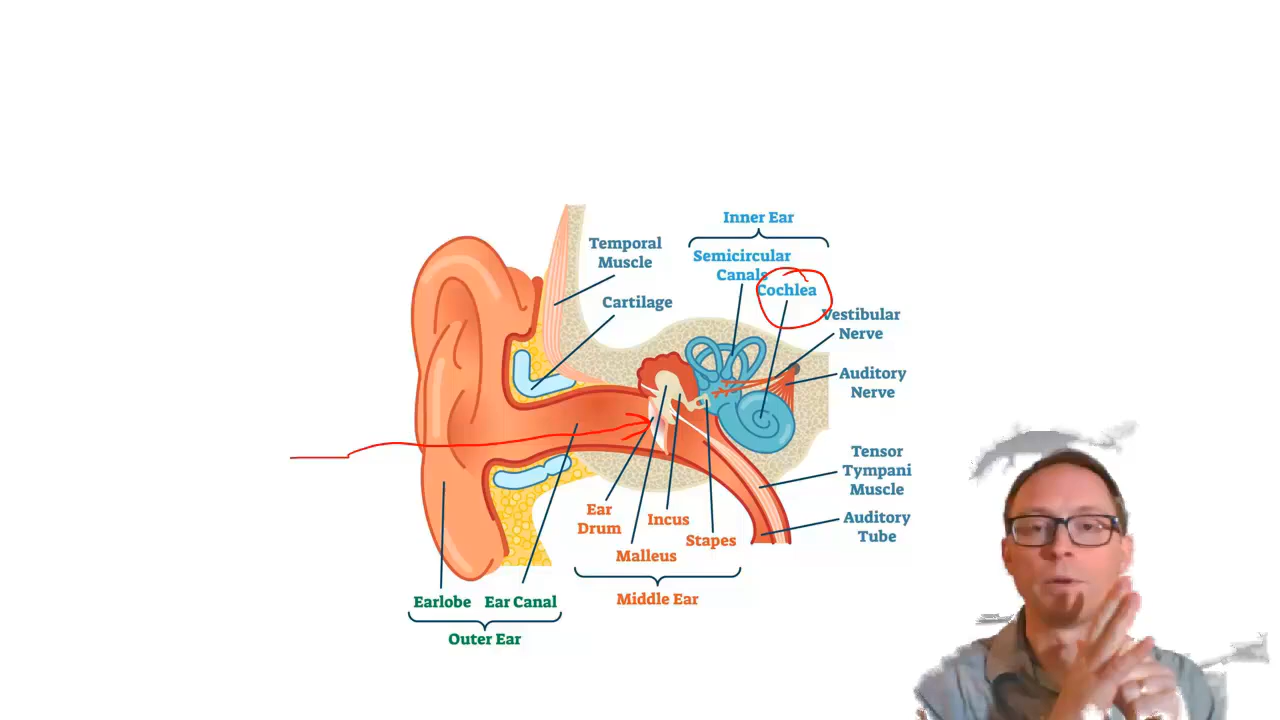 Inner Ear
Semicircular
Canals
Cochlea
Temporal
Muscle
Cartilage
Vestibular
Nerve
Auditory
Nerve
Tensor
Tympani
Muscle
Auditory
Tube
Ear
Drum
Incus
Stapes
Malleus
Middle Ear
Earlobe
Ear Canal
Outer Ear